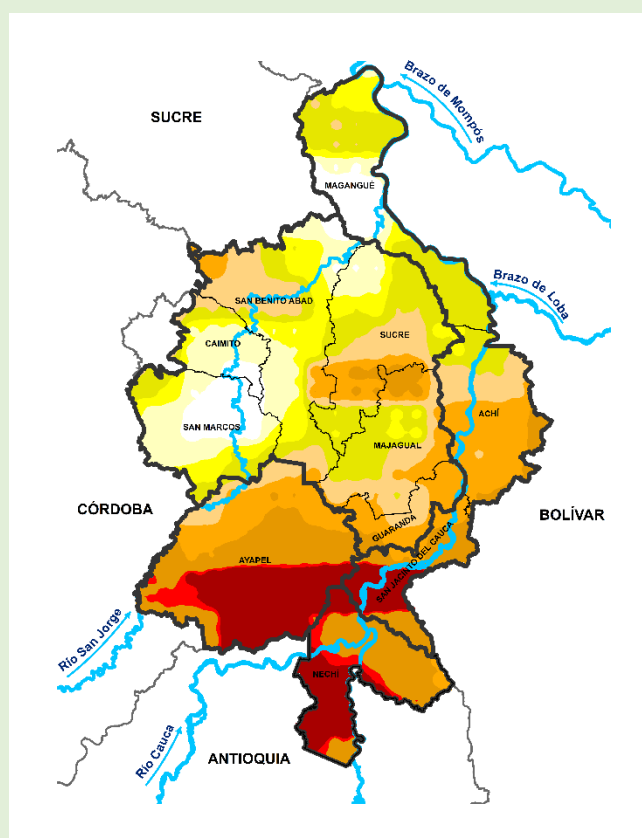 Brazo de Mompós
SUCRE
MAGANGUÉ
Brazo de Loba
SAN BENITO ABAD
SUCRE
CAIMITO
ACHÍ
SAN MARCOS
MAJAGUAL
CÓRDOBA
BOLÍVAR
GUARANDA
AYAPEL
SAN JACINTO DEL CAUCA
Río San Jorge
NECHÍ
Río Cauca
ANTIOQUIA